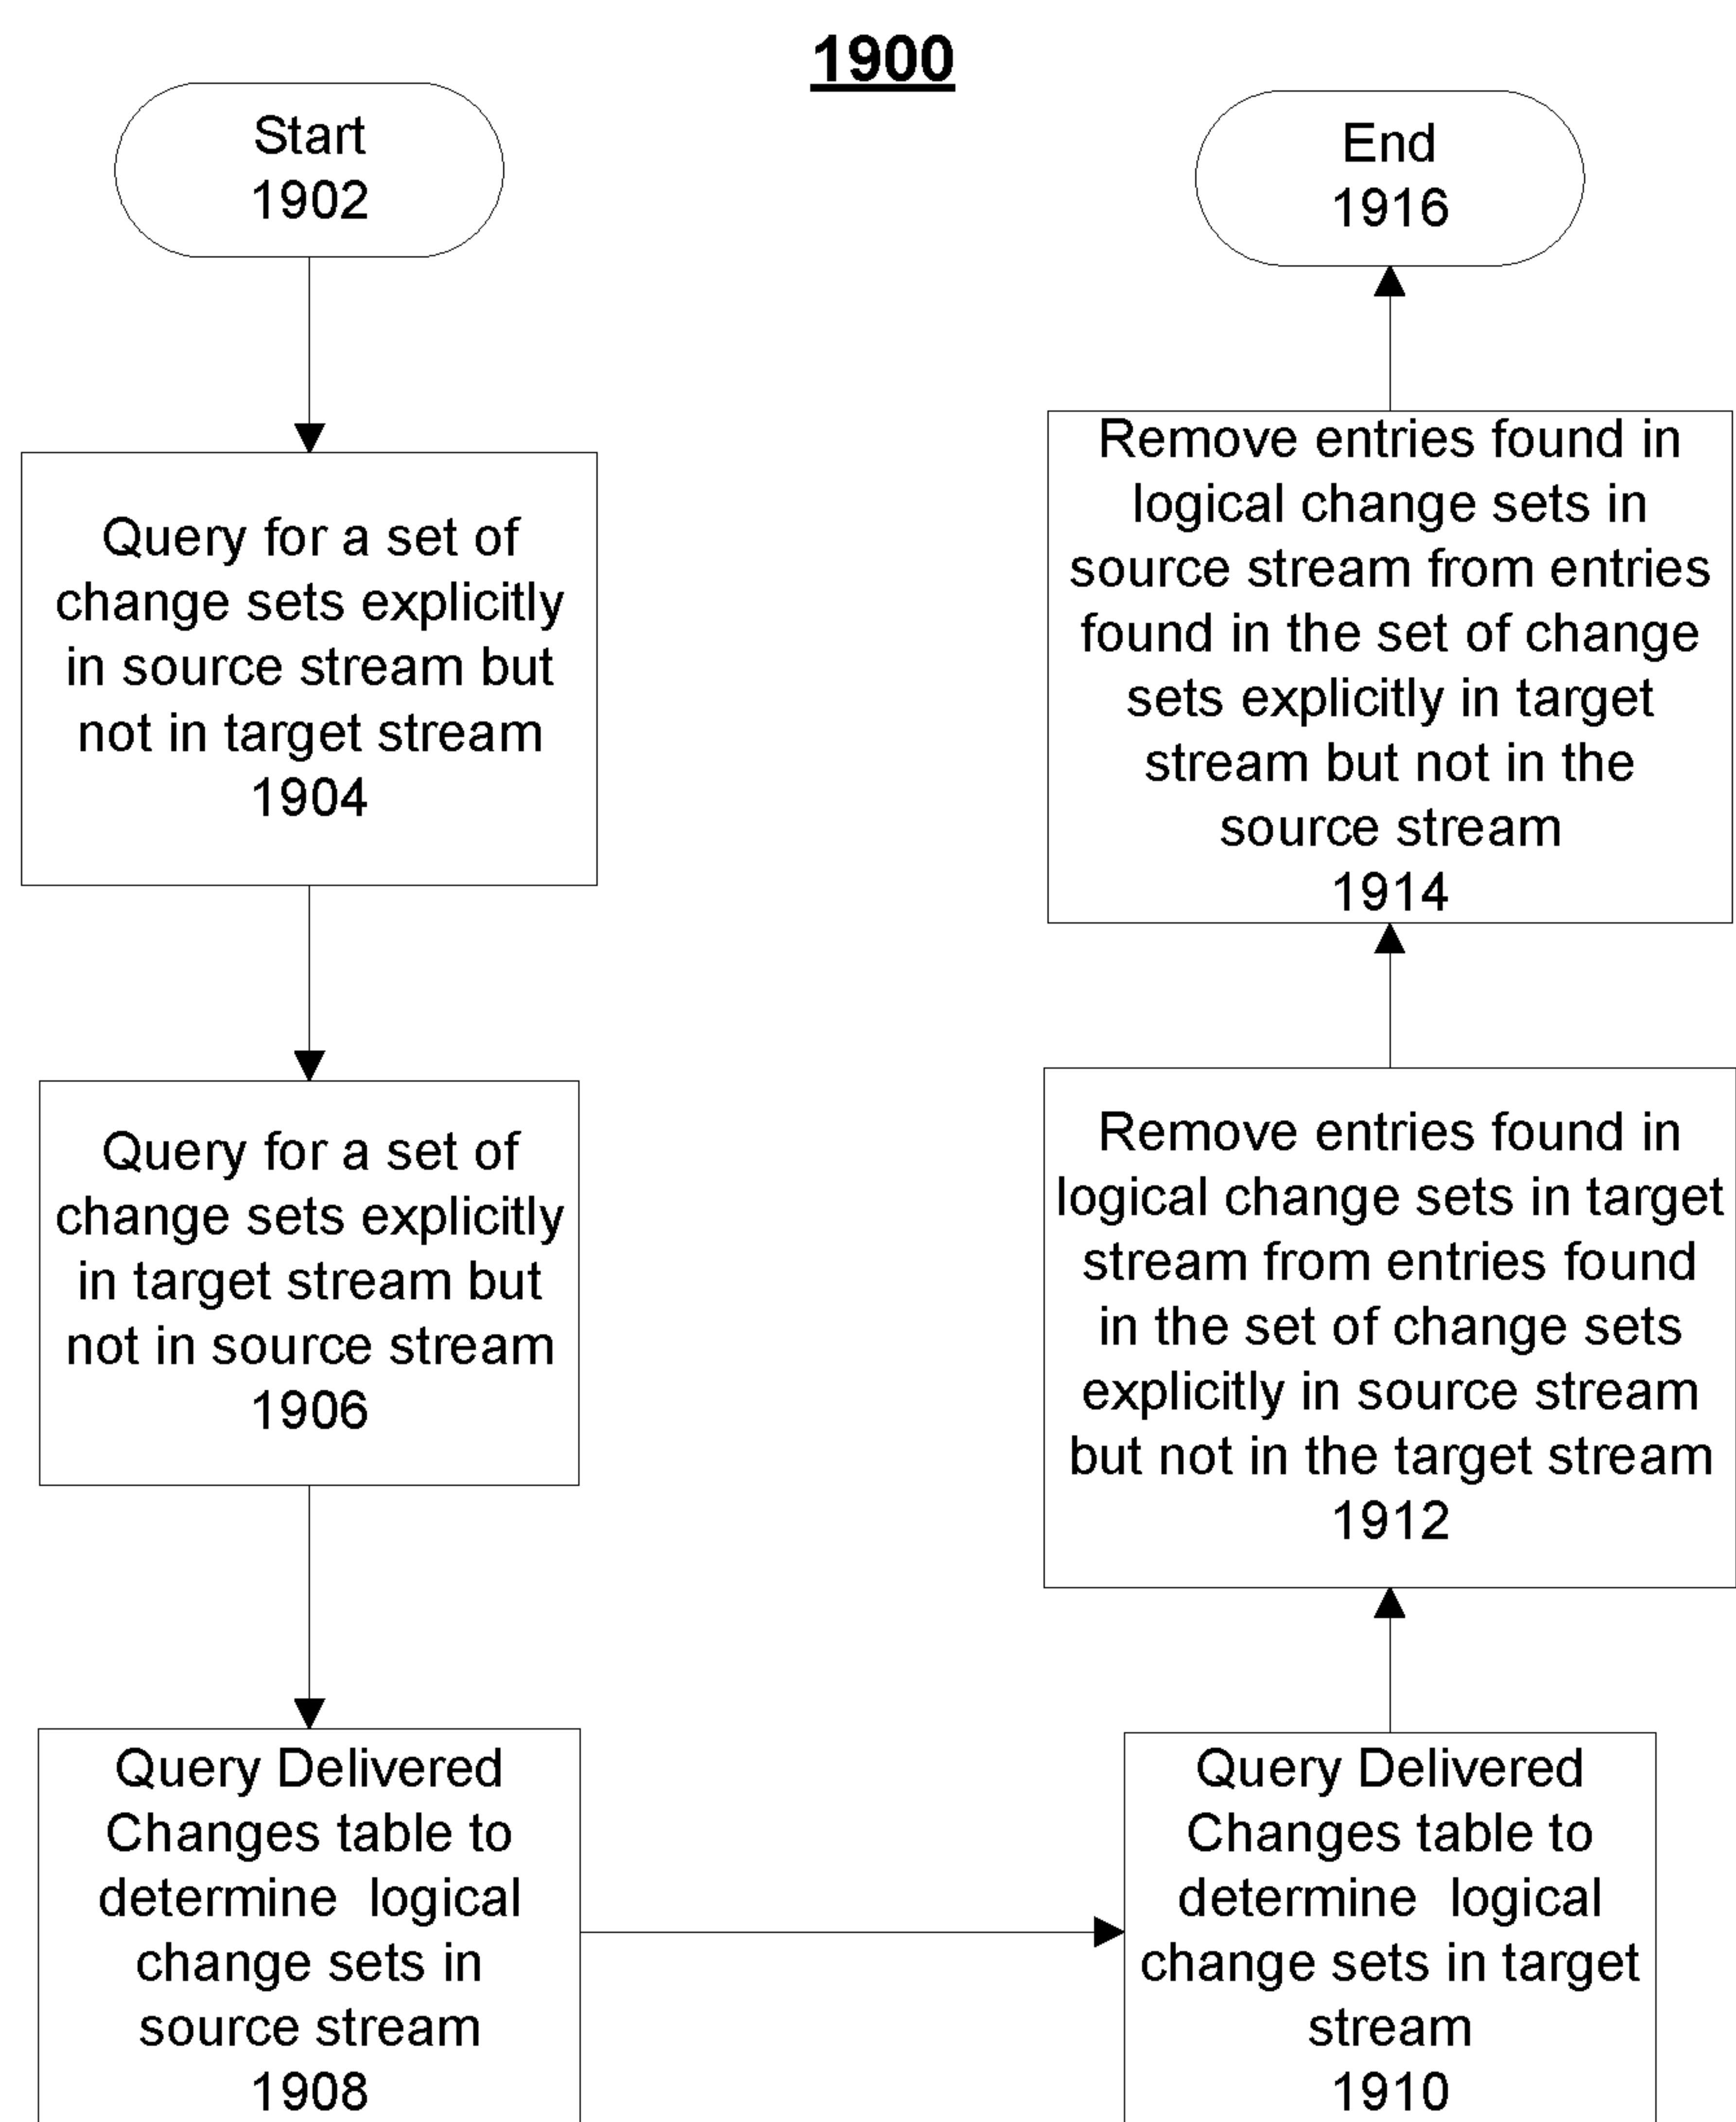 1900
Start
1902
Query for a set of
change sets explicitly
in source stream but
not in target stream
1904
Query for a set of
change sets explicitly
in target stream but
not in source stream
1906
Query Delivered
Changes table to
determine logical
change sets in
source stream
1908
Query Delivered
Changes table to
determine logical
change sets in target
stream
1910
Remove entries found in
logical change sets in target
stream from entries found
in the set of change sets
explicitly in source stream
but not in the target stream
1912
Remove entries found in
logical change sets in
source stream from entries
found in the set of change
sets explicitly in target
stream but not in the
source stream
1914
End
1916